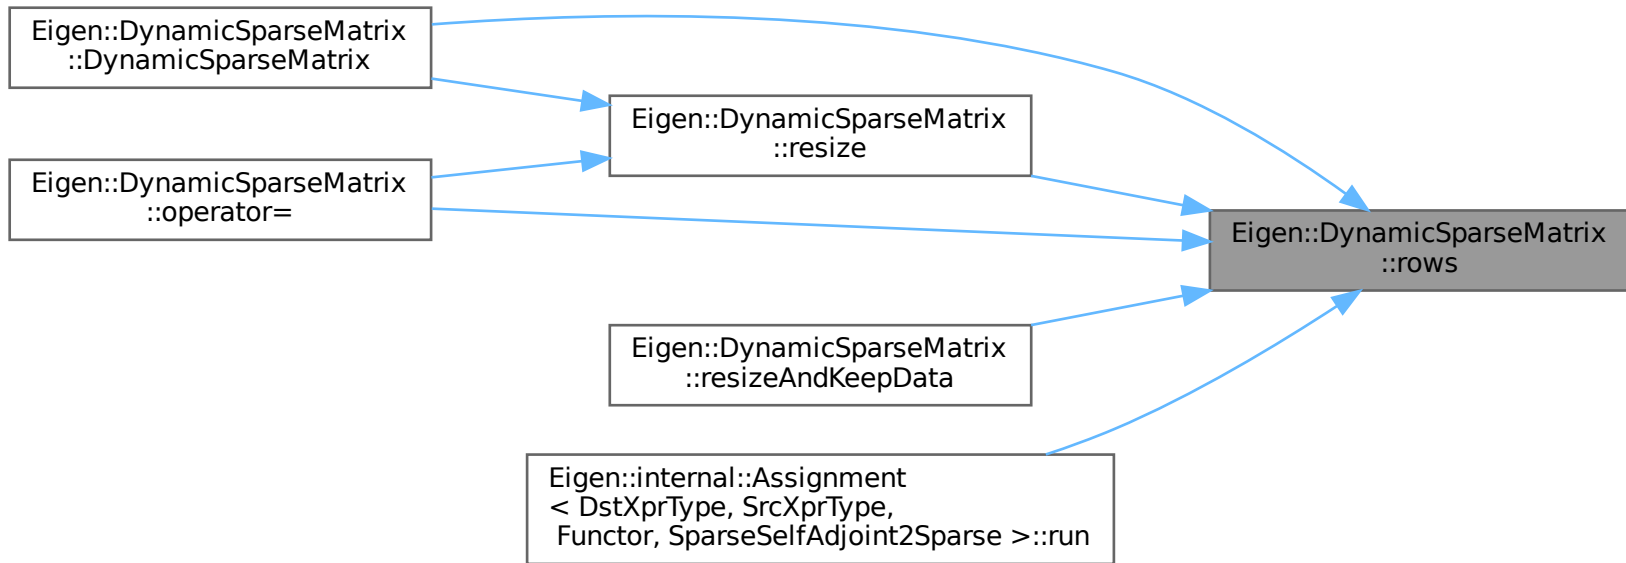 Eigen::DynamicSparseMatrix
::DynamicSparseMatrix
Eigen::DynamicSparseMatrix
::resize
Eigen::DynamicSparseMatrix
::operator=
Eigen::DynamicSparseMatrix
::rows
Eigen::DynamicSparseMatrix
::resizeAndKeepData
Eigen::internal::Assignment
< DstXprType, SrcXprType,
Functor, SparseSelfAdjoint2Sparse >::run